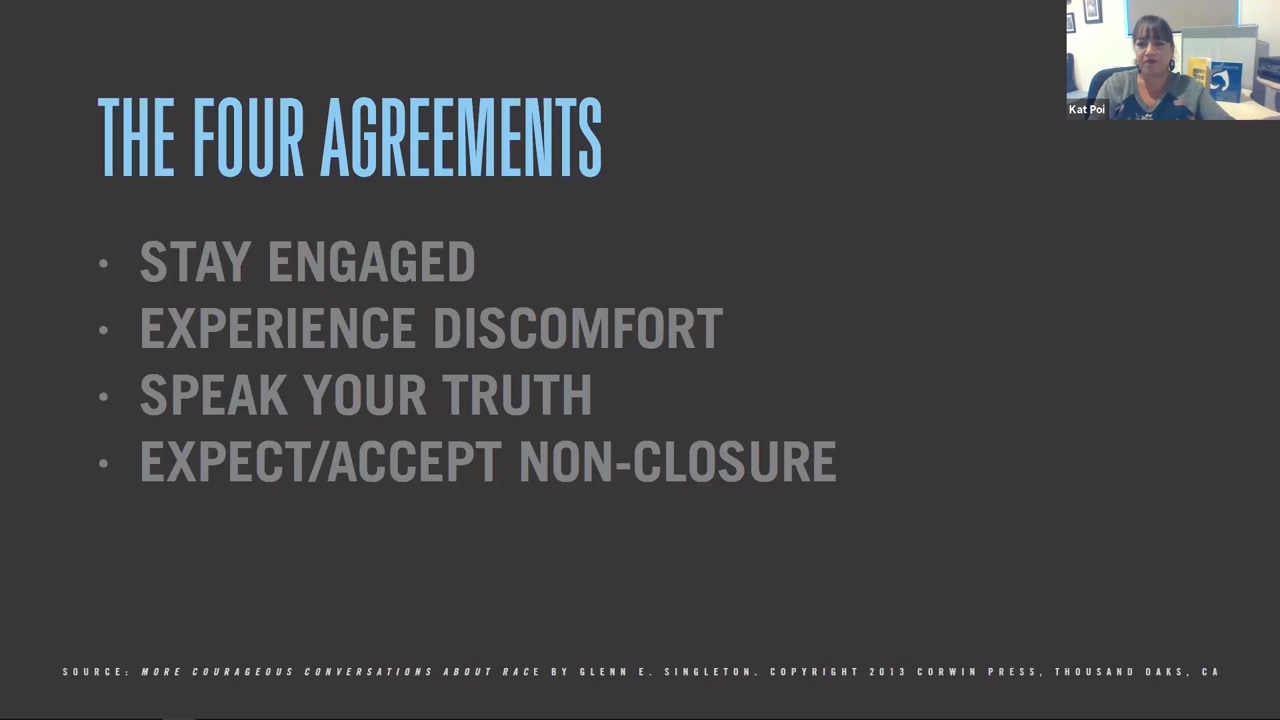 THE FOUR AGREEMENTS
• STAY ENGAGED
• EXPERIENCE DISCOMFORT
• SPEAK YOUR TRUTH
• EXPECT/ACCEPT NON-CLOSURE
SOURCE: MORE COURAGEOUS CONVERSATIONS ABOUT RACE BY GLENN E. SINGLETON. COPYRIGHT 2013 CORWIN PRESS, THOUSAND OAKS, CA
Kat Poi